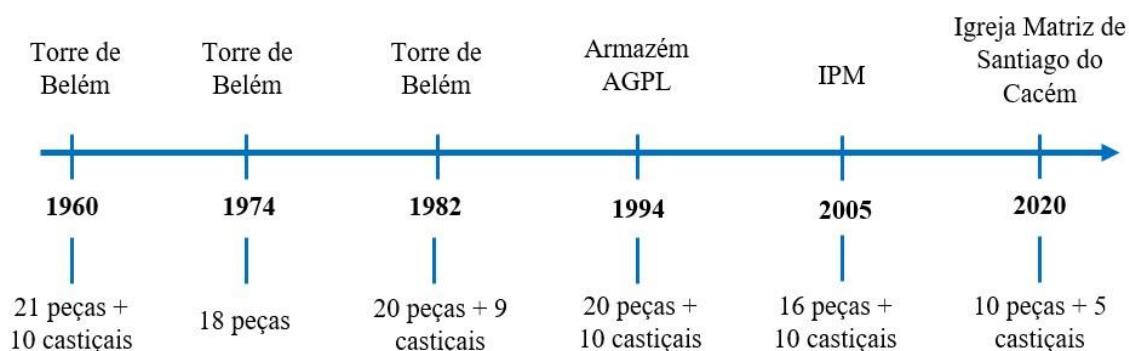 Torre de
Belém
Torre de
Belém
Torre de
Belém
Armazém
AGPL
IPM
Igreja Matriz de
Santiago do
Cacém
1960
1974
1982
1994
2005
2020
21 peças +
10 castiçais
18 peças
20 peças + 9
castiçais
20 peças +
10 castiçais
16 peças +
10 castiçais
10 peças + 5
castiçais